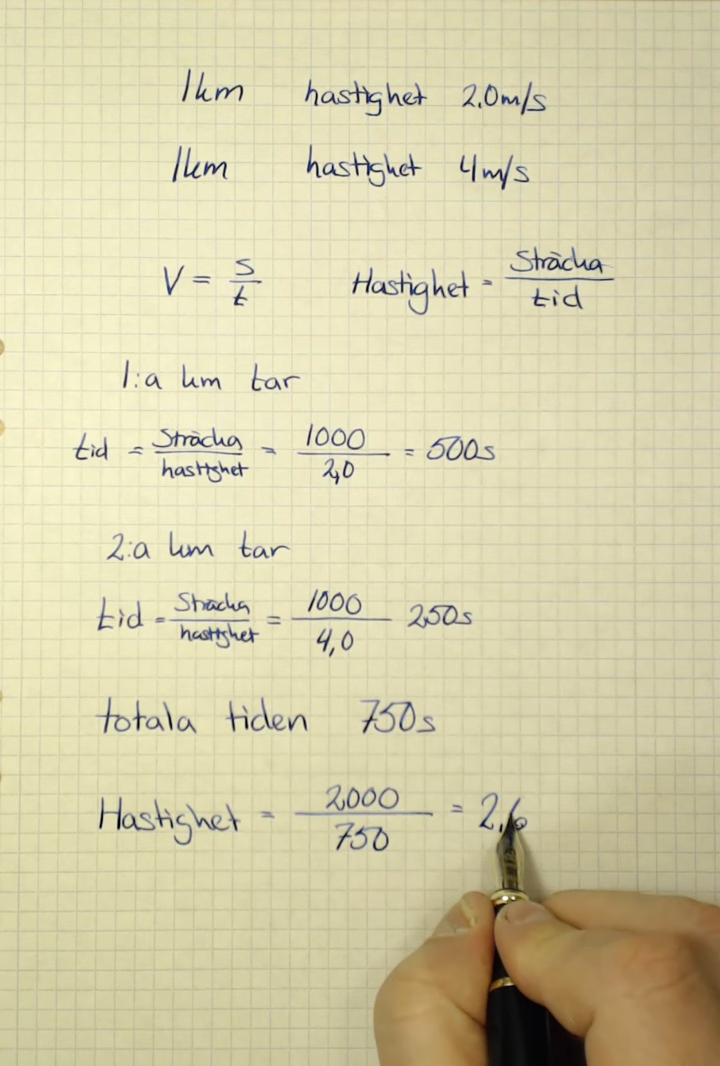 1km hastighet 2.0m/s
1km hastighet 4m/s
V = s/t Hastighet = Sträcka/tid
1:a km tar
tid = Sträcka/hastighet = 1000/2,0 = 500s
2:a km tar
tid = Sträcka/hastighet = 1000/4,0 250s
totala tiden 750s
Hastighet = 2000/750 = 2,6